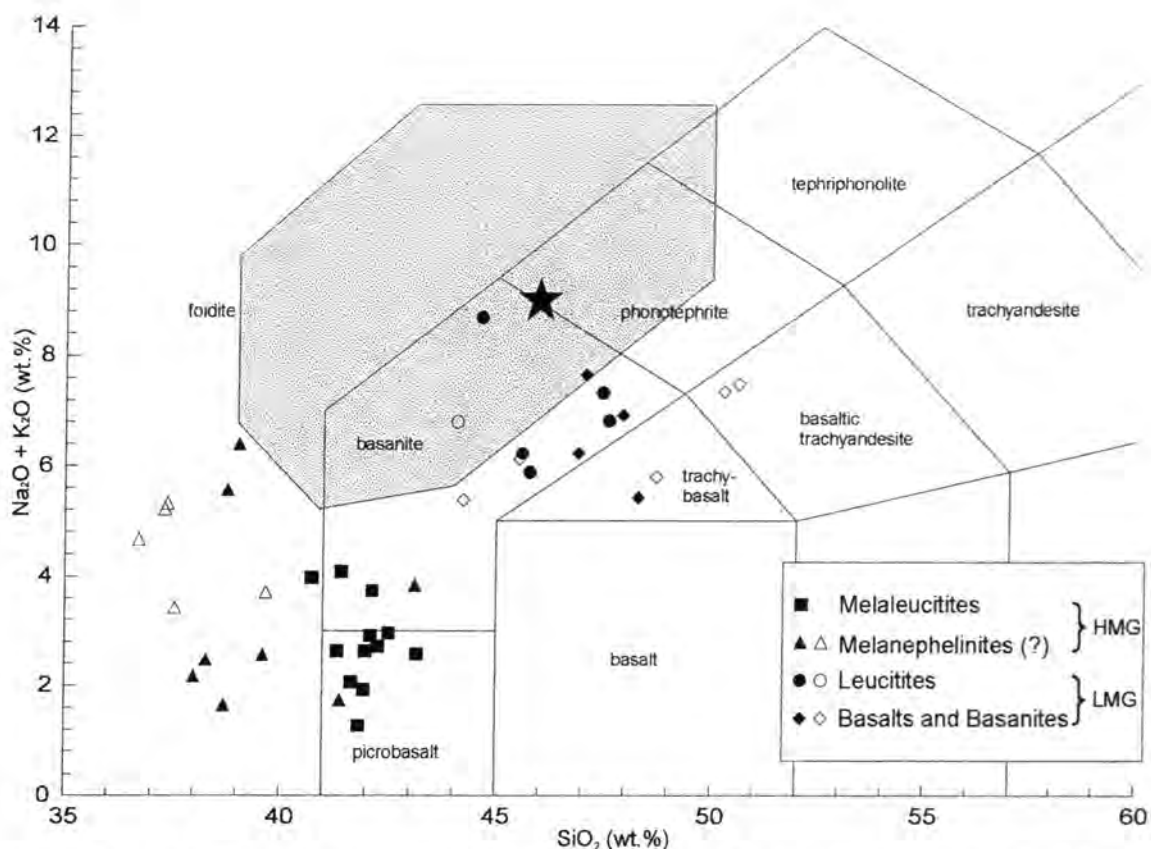 14
12
10
8
6
4
2
0
Na₂O + K₂O (wt.%)
35
40
45
50
55
60
SiO₂ (wt.%)
tephriphonolite
foidite
phonotephrite
trachyandesite
basanite
basaltic
trachyandesite
trachy-
basalt
basalt
picrobasalt
Melaleucitites
Melanephelinites (?)
HMG
Leucitites
Basalts and Basanites
LMG